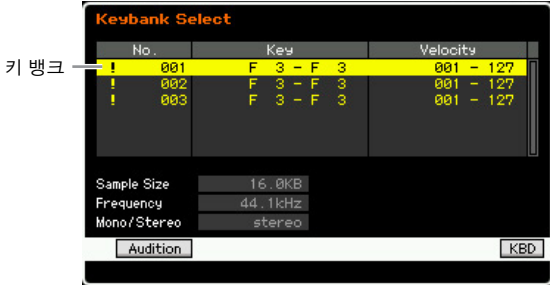 Keybank Select
No. Key Velocity
키 뱅크
! 001 F 3 - F 3 001 - 127
! 002 F 3 - F 3 001 - 127
! 003 F 3 - F 3 001 - 127
Sample Size 16.0KB
Frequency 44.1kHz
Mono/Stereo stereo
Audition KBD